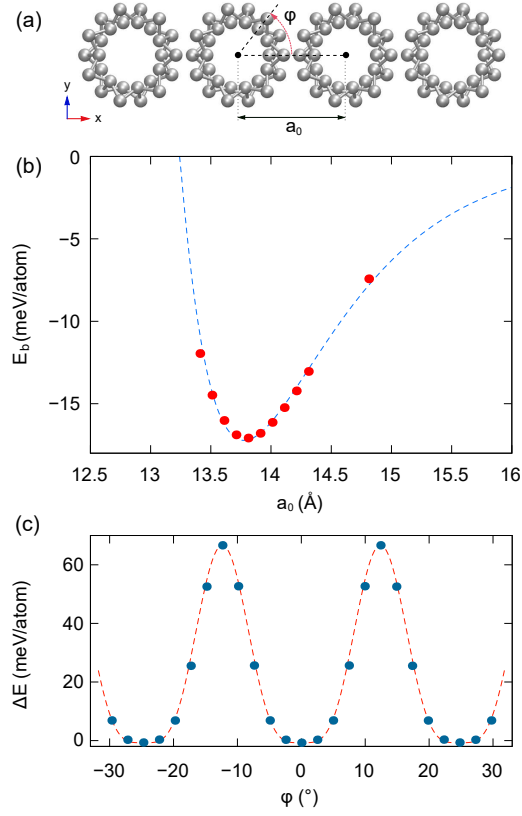 (a)
φ
y
x
a₀
(b)
0
−5
−10
−15
E_b (meV/atom)
12.5 13 13.5 14 14.5 15 15.5 16
a₀ (Å)
(c)
60
40
20
0
ΔE (meV/atom)
−30 −20 −10 0 10 20 30
φ (°)